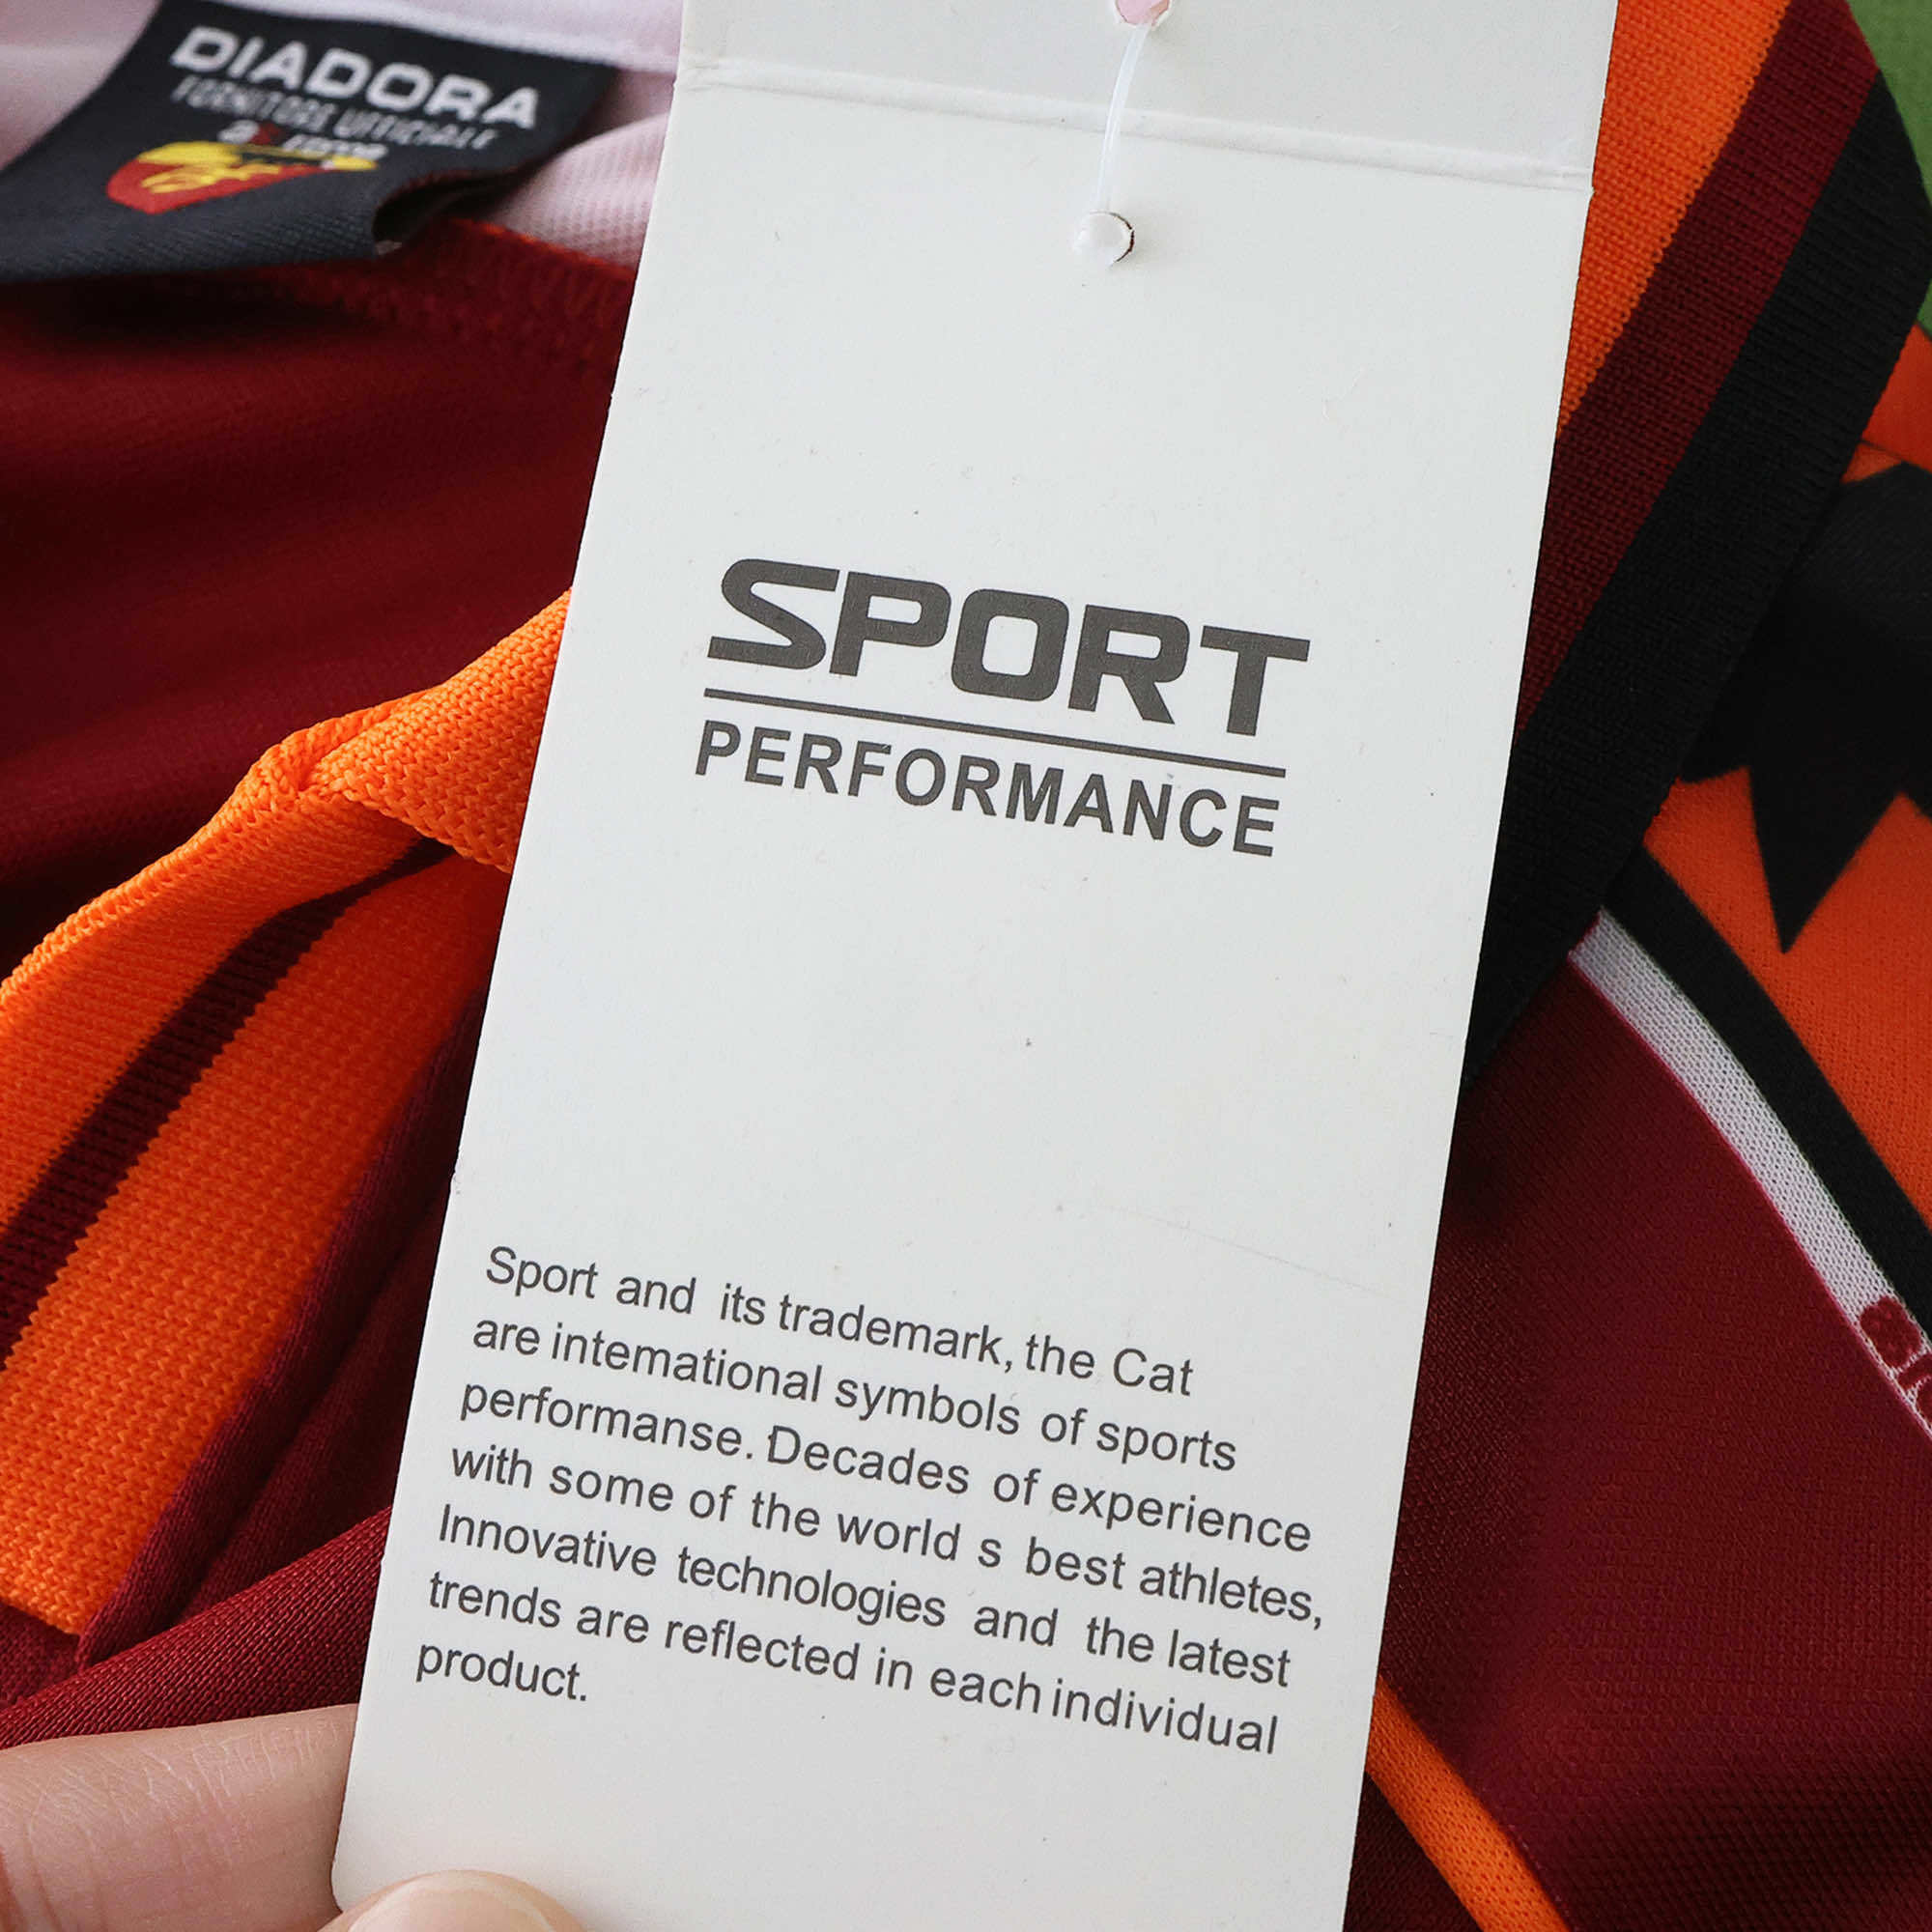 DIADORA
FORNITORE UFFICIALE
SPORT
PERFORMANCE
Sport and its trademark, the Cat
are intemational symbols of sports
performanse. Decades of experience
with some of the world s best athletes,
Innovative technologies and the latest
trends are reflected in each individual
product.